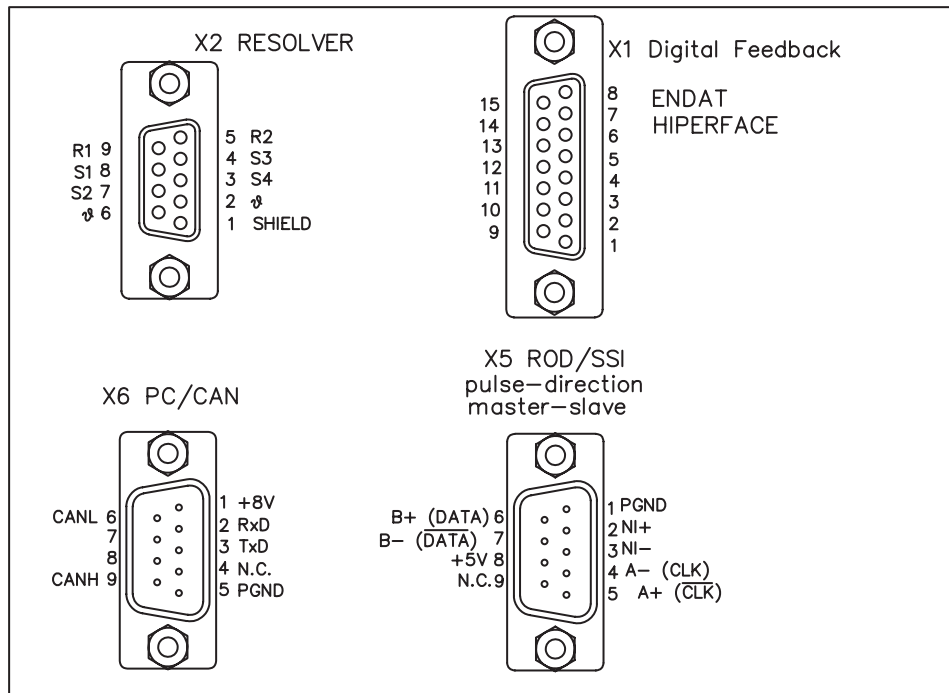 X2 RESOLVER
R1 9
S1 8
S2 7
ϑ 6
5 R2
4 S3
3 S4
2 ϑ
1 SHIELD
X1 Digital Feedback
ENDAT
HIPERFACE
15
14
13
12
11
10
9
8
7
6
5
4
3
2
1
X6 PC/CAN
CANL 6
7
8
CANH 9
1 +8V
2 RxD
3 TxD
4 N.C.
5 PGND
X5 ROD/SSI
pulse-direction
master-slave
B+ (DATA) 6
B- (D̅A̅T̅A̅) 7
+5V 8
N.C. 9
1 PGND
2 NI+
3 NI-
4 A- (CLK)
5 A+ (C̅L̅K̅)